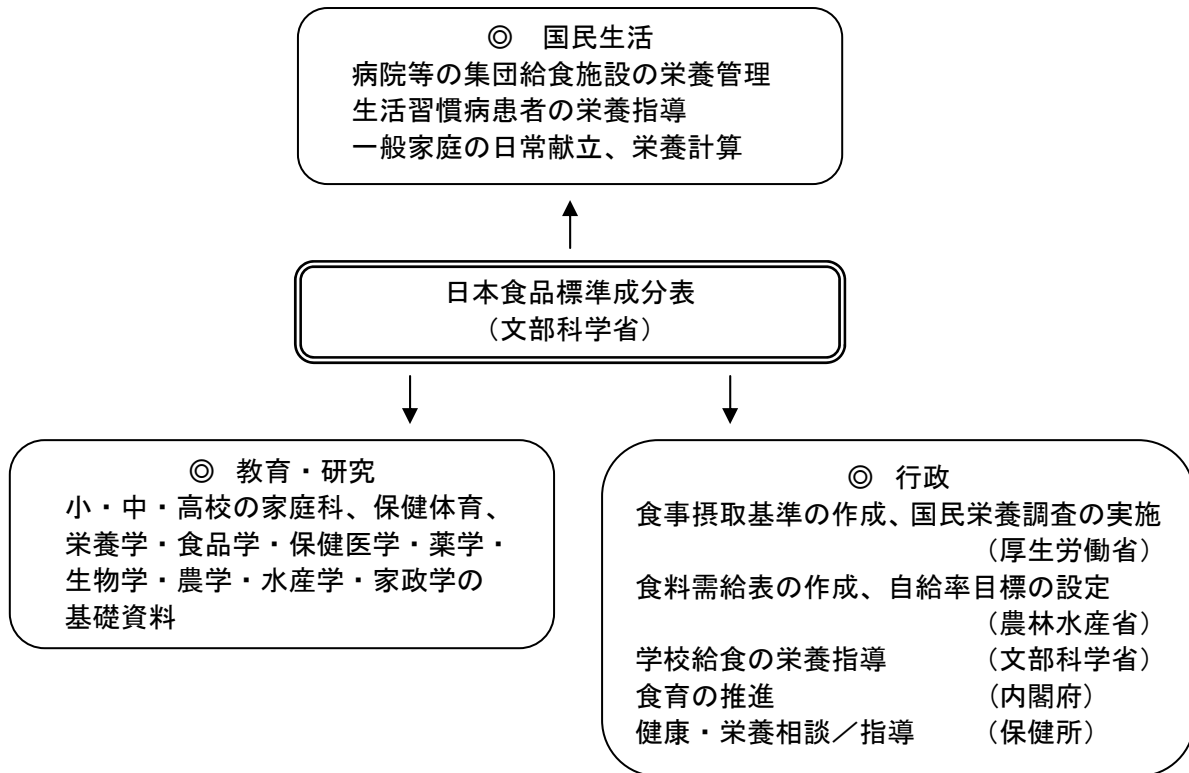 ◎ 国民生活
病院等の集団給食施設の栄養管理
生活習慣病患者の栄養指導
一般家庭の日常献立、栄養計算
日本食品標準成分表
（文部科学省）
◎ 教育・研究
小・中・高校の家庭科、保健体育、
栄養学・食品学・保健医学・薬学・
生物学・農学・水産学・家政学の
基礎資料
◎ 行政
食事摂取基準の作成、国民栄養調査の実施
（厚生労働省）
食料需給表の作成、自給率目標の設定
（農林水産省）
学校給食の栄養指導 （文部科学省）
食育の推進 （内閣府）
健康・栄養相談／指導 （保健所）